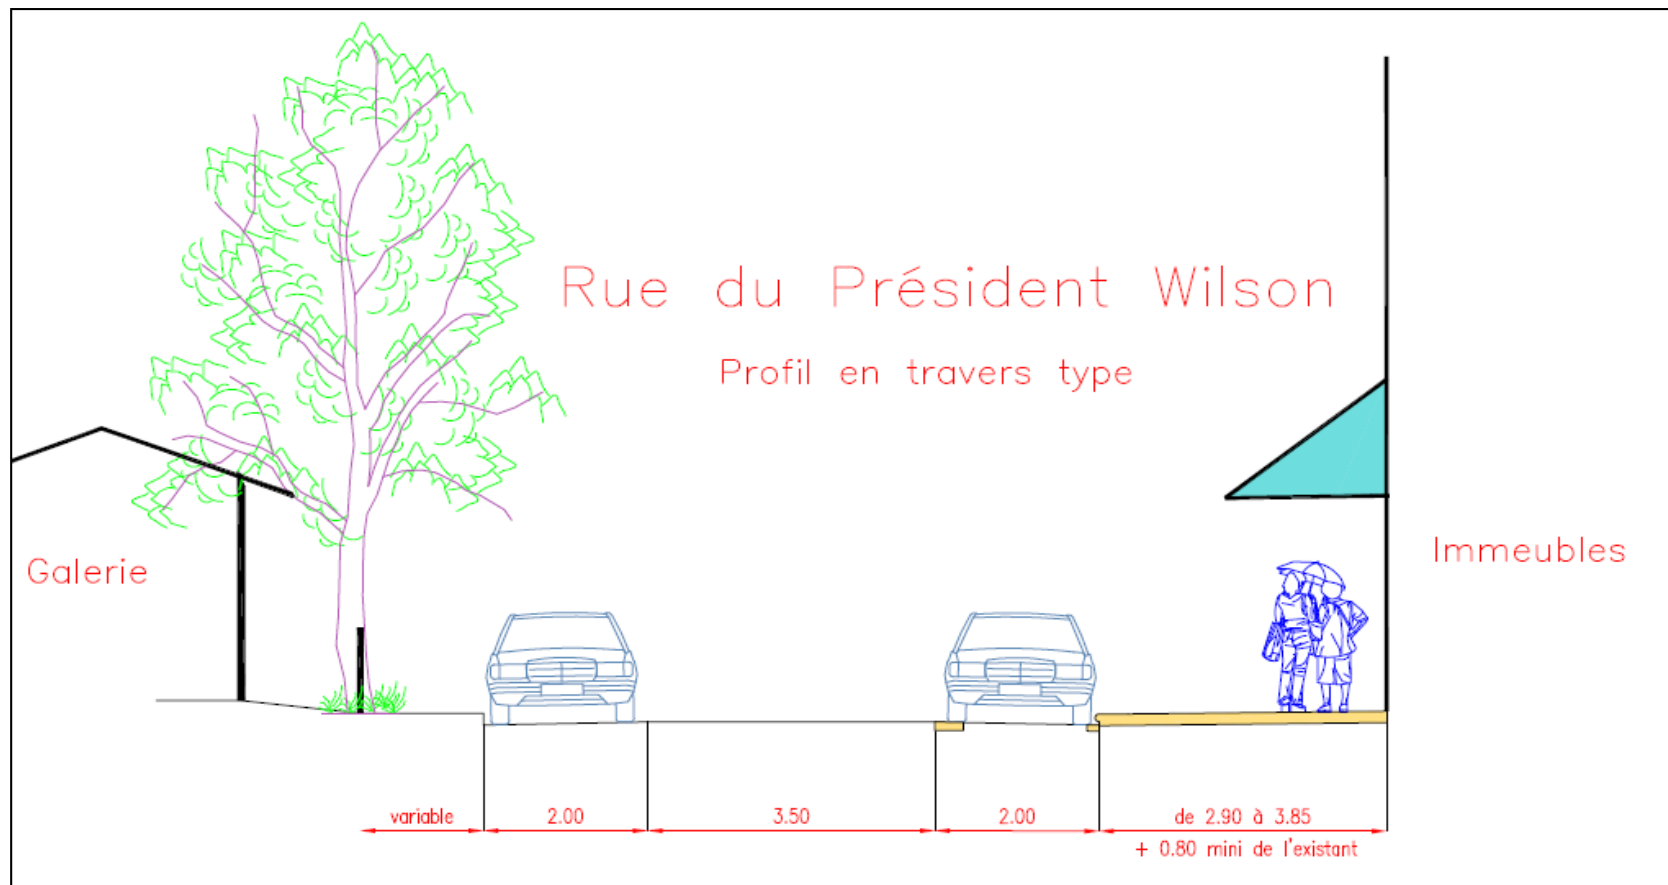 Rue du Président Wilson
Profil en travers type
Galerie
Immeubles
variable
2.00
3.50
2.00
de 2.90 à 3.85
+ 0.80 mini de l'existant